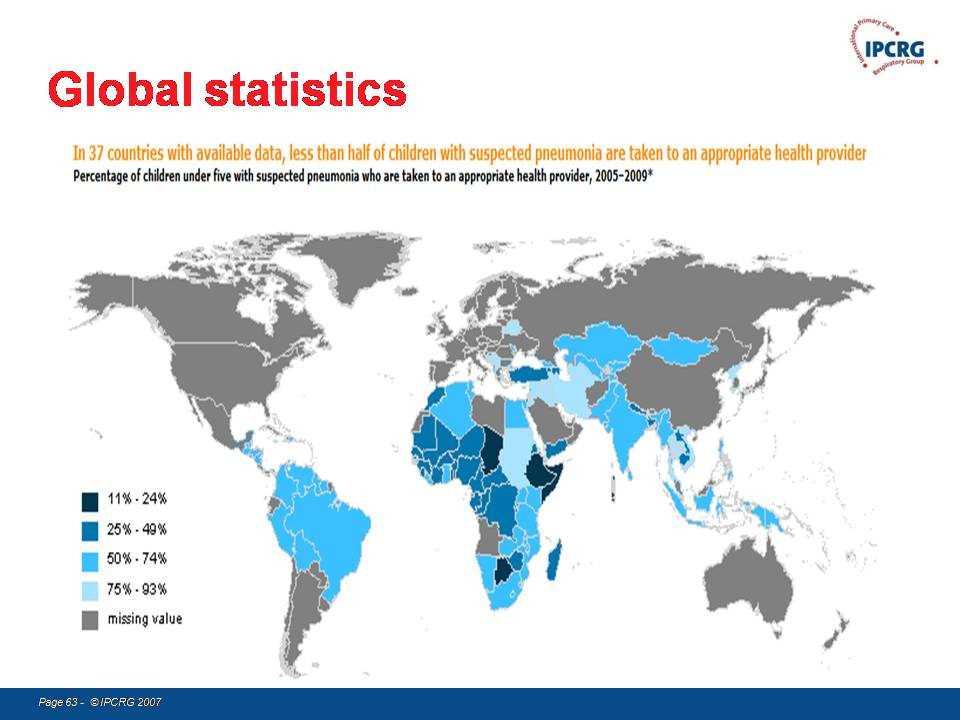 International Primary Care
IPCRG
Respiratory Group
Global statistics
In 37 countries with available data, less than half of children with suspected pneumonia are taken to an appropriate health provider
Percentage of children under five with suspected pneumonia who are taken to an appropriate health provider, 2005–2009*
11% - 24%
25% - 49%
50% - 74%
75% - 93%
missing value
Page 63 - © IPCRG 2007